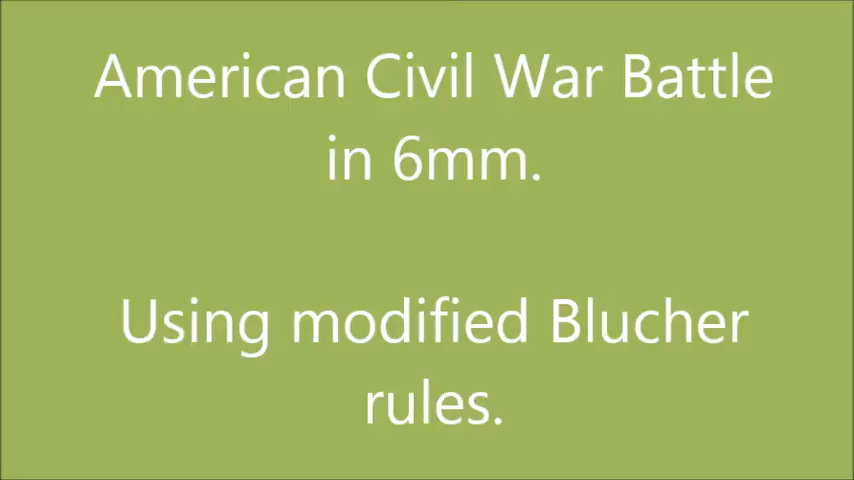 American Civil War Battle
in 6mm.
Using modified Blucher
rules.